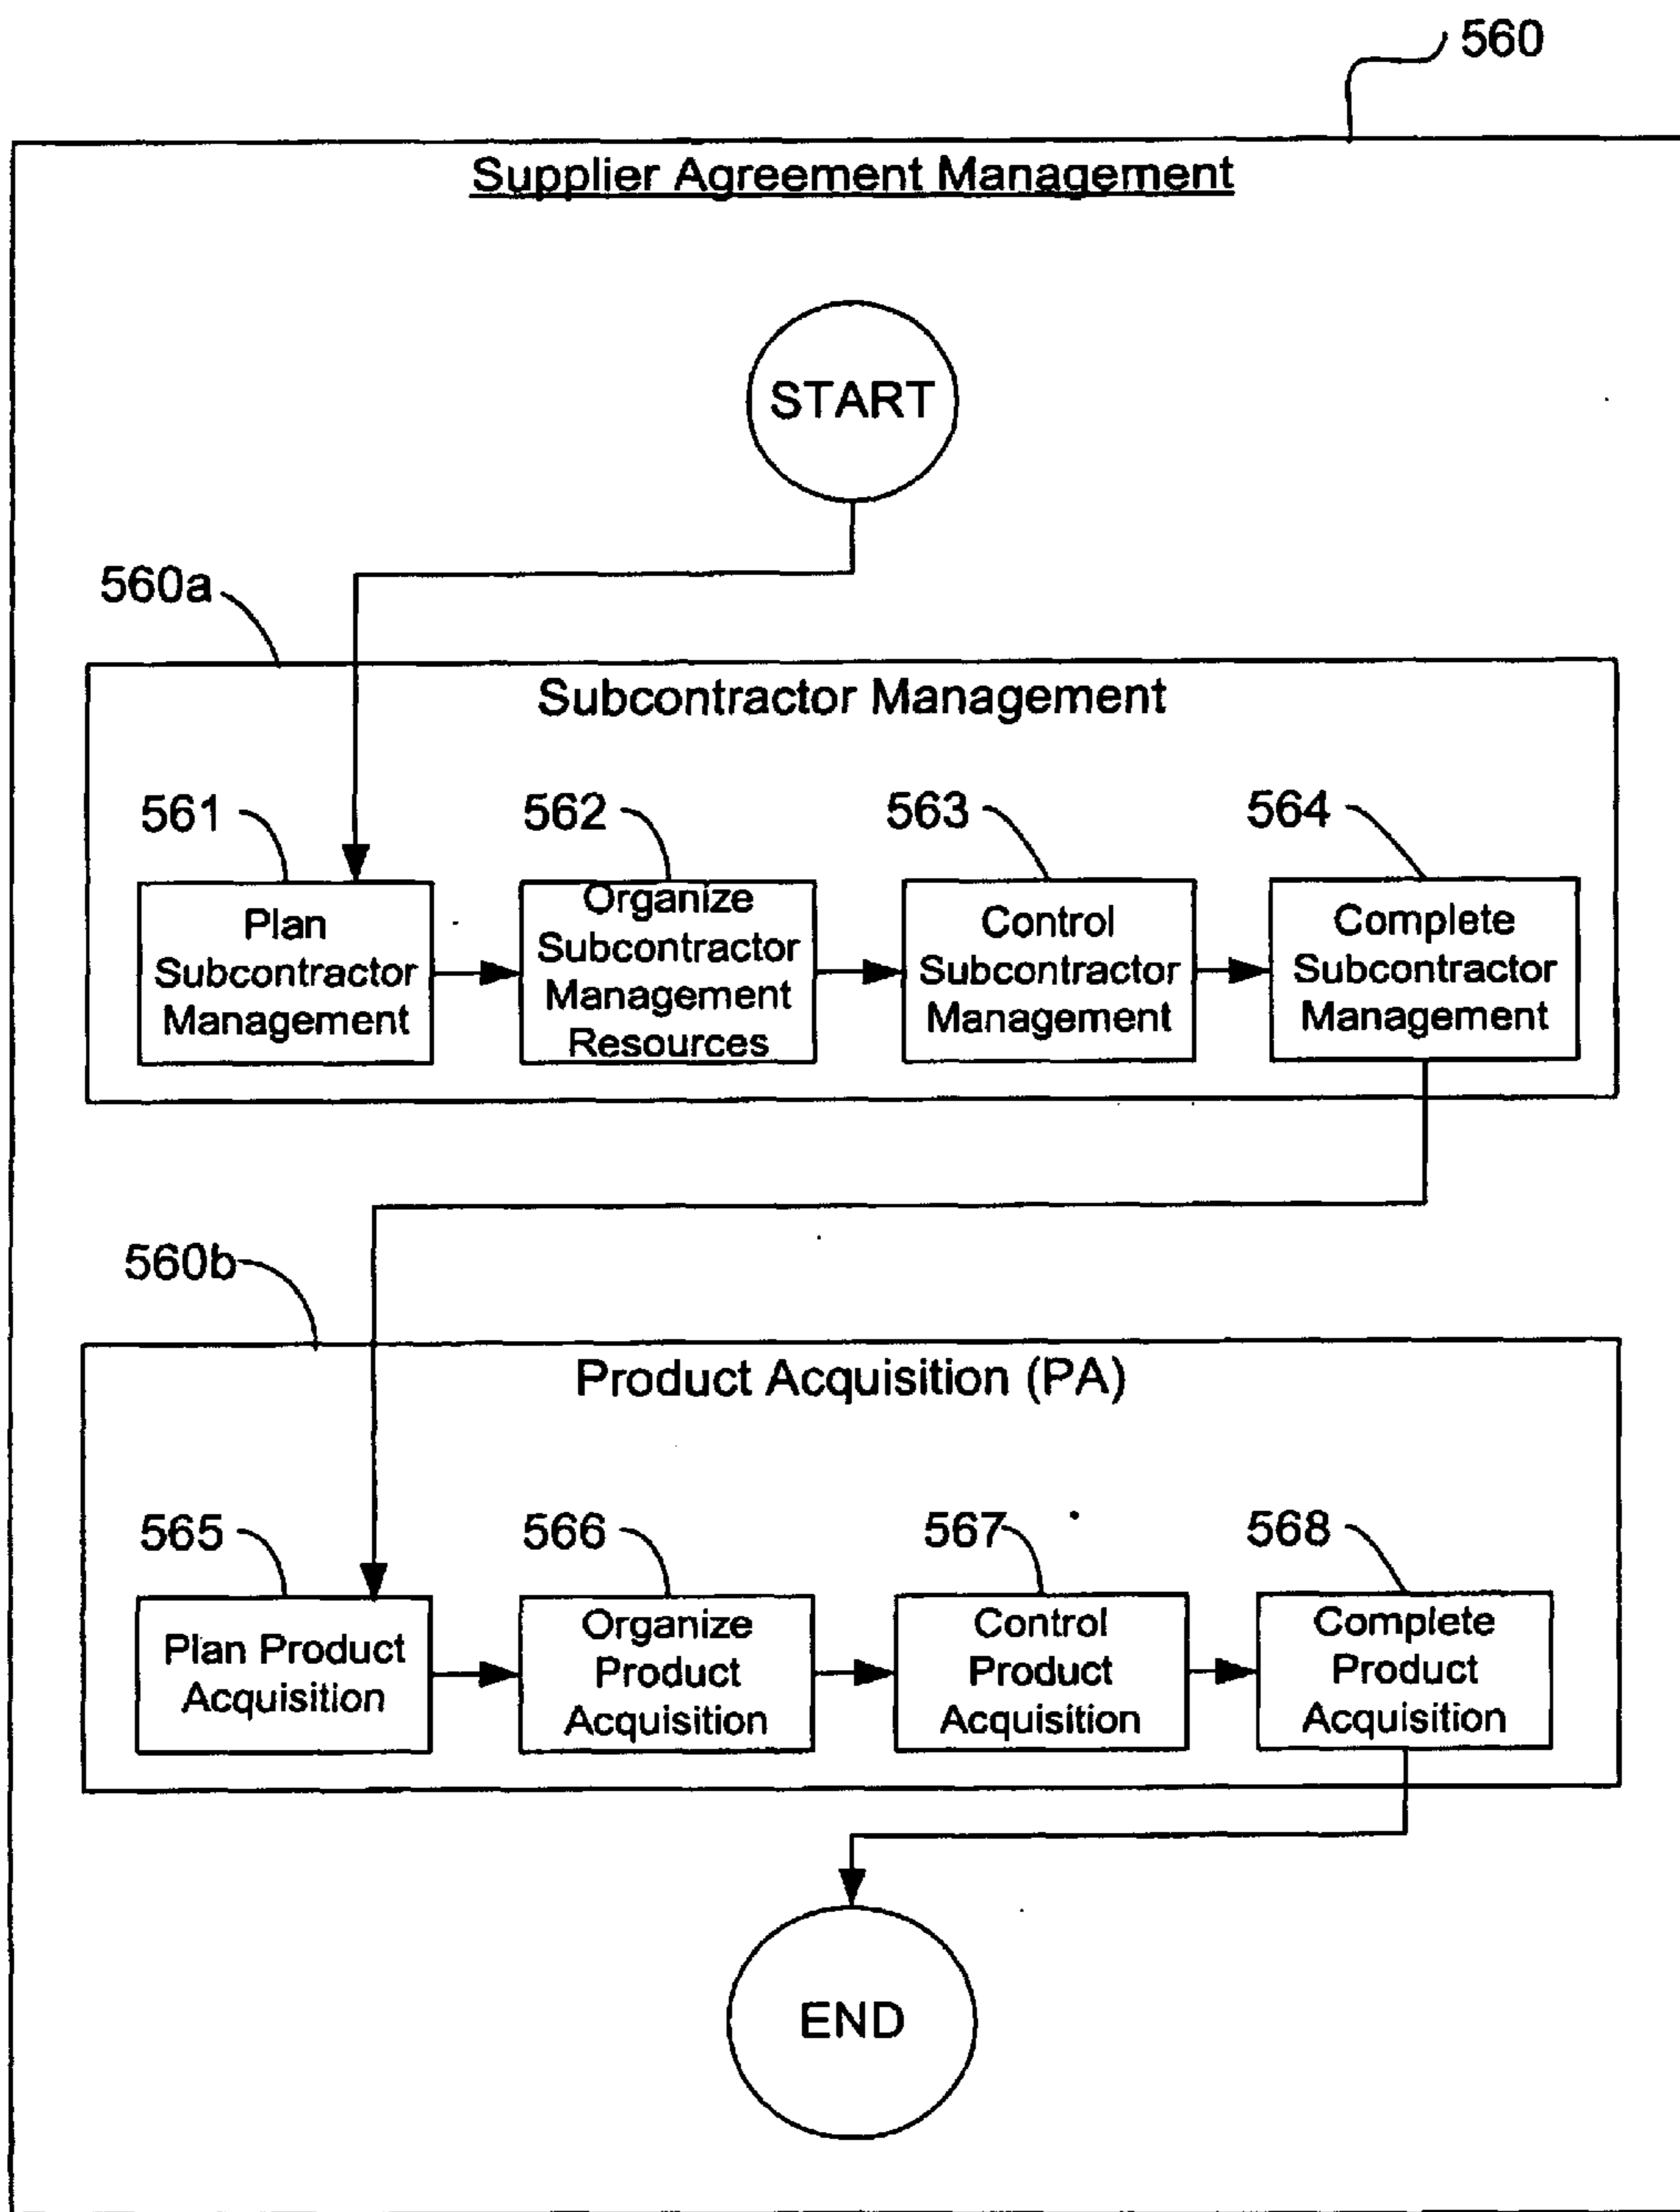 560
Supplier Agreement Management
START
560a
Subcontractor Management
561
562
563
564
Plan
Subcontractor
Management
Organize
Subcontractor
Management
Resources
Control
Subcontractor
Management
Complete
Subcontractor
Management
560b
Product Acquisition (PA)
565
566
567
568
Plan Product
Acquisition
Organize
Product
Acquisition
Control
Product
Acquisition
Complete
Product
Acquisition
END